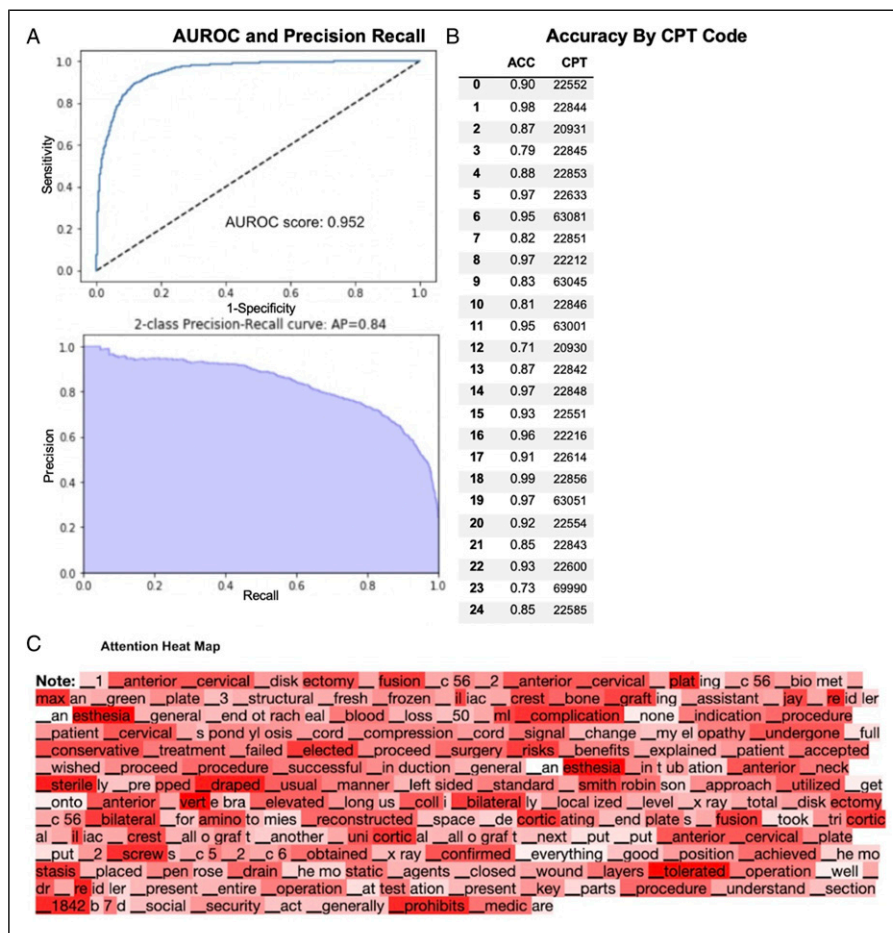 A
AUROC and Precision Recall
1.0
0.8
0.6
0.4
0.2
0.0
Sensitivity
AUROC score: 0.952
0.0 0.2 0.4 0.6 0.8 1.0
1-Specificity
2-class Precision-Recall curve: AP=0.84
1.0
0.8
0.6
0.4
0.2
0.0
Precision
0.0 0.2 0.4 0.6 0.8 1.0
Recall
B
Accuracy By CPT Code
ACC CPT
0 0.90 22552
1 0.98 22844
2 0.87 20931
3 0.79 22845
4 0.88 22853
5 0.97 22633
6 0.95 63081
7 0.82 22851
8 0.97 22212
9 0.83 63045
10 0.81 22846
11 0.95 63001
12 0.71 20930
13 0.87 22842
14 0.97 22848
15 0.93 22551
16 0.96 22216
17 0.91 22614
18 0.99 22856
19 0.97 63051
20 0.92 22554
21 0.85 22843
22 0.93 22600
23 0.73 69990
24 0.85 22585
C
Attention Heat Map
Note: __1 __anterior __cervical __disk ectomy __fusion __c 56 __2 __anterior __cervical __plat ing __c 56 __bio met __
max an __green __plate __3 __structural __fresh __frozen __il iac __crest __bone __graft ing __assistant __jay __re id ler
__an esthesia __general __end ot rach eal __blood __loss __50 __ml __complication __none __indication __procedure
__patient __cervical __s pond yl osis __cord __compression __cord __signal __change __my el opathy __undergone __full
__conservative __treatment __failed __elected __proceed __surgery __risks __benefits __explained __patient __accepted
__wished __proceed __procedure __successful __in duction __general __an esthesia __in t ub ation __anterior __neck
__sterile ly __pre pped __draped __usual __manner __left sided __standard __smith robin son __approach __utilized __get
onto __anterior __vert e bra __elevated __long us __coll i __bilateral ly __local ized __level __x ray __total __disk ectomy
__c 56 __bilateral __for amino to mies __reconstructed __space __de cortic ating __end plate s __fusion __took __tri cortic
al __il iac __crest __all o graf t __another __uni cortic al __all o graf t __next __put __put __anterior __cervical __plate
__put __2 __screw s __c 5 __2 __c 6 __obtained __x ray __confirmed __everything __good __position __achieved __he mo
stasis __placed __pen rose __drain __he mo static __agents __closed __wound __layers __tolerated __operation __well __
dr __re id ler __present __entire __operation __at test ation __present __key __parts __procedure __understand __section
__1842 b 7 d __social __security __act __generally __prohibits __medic are